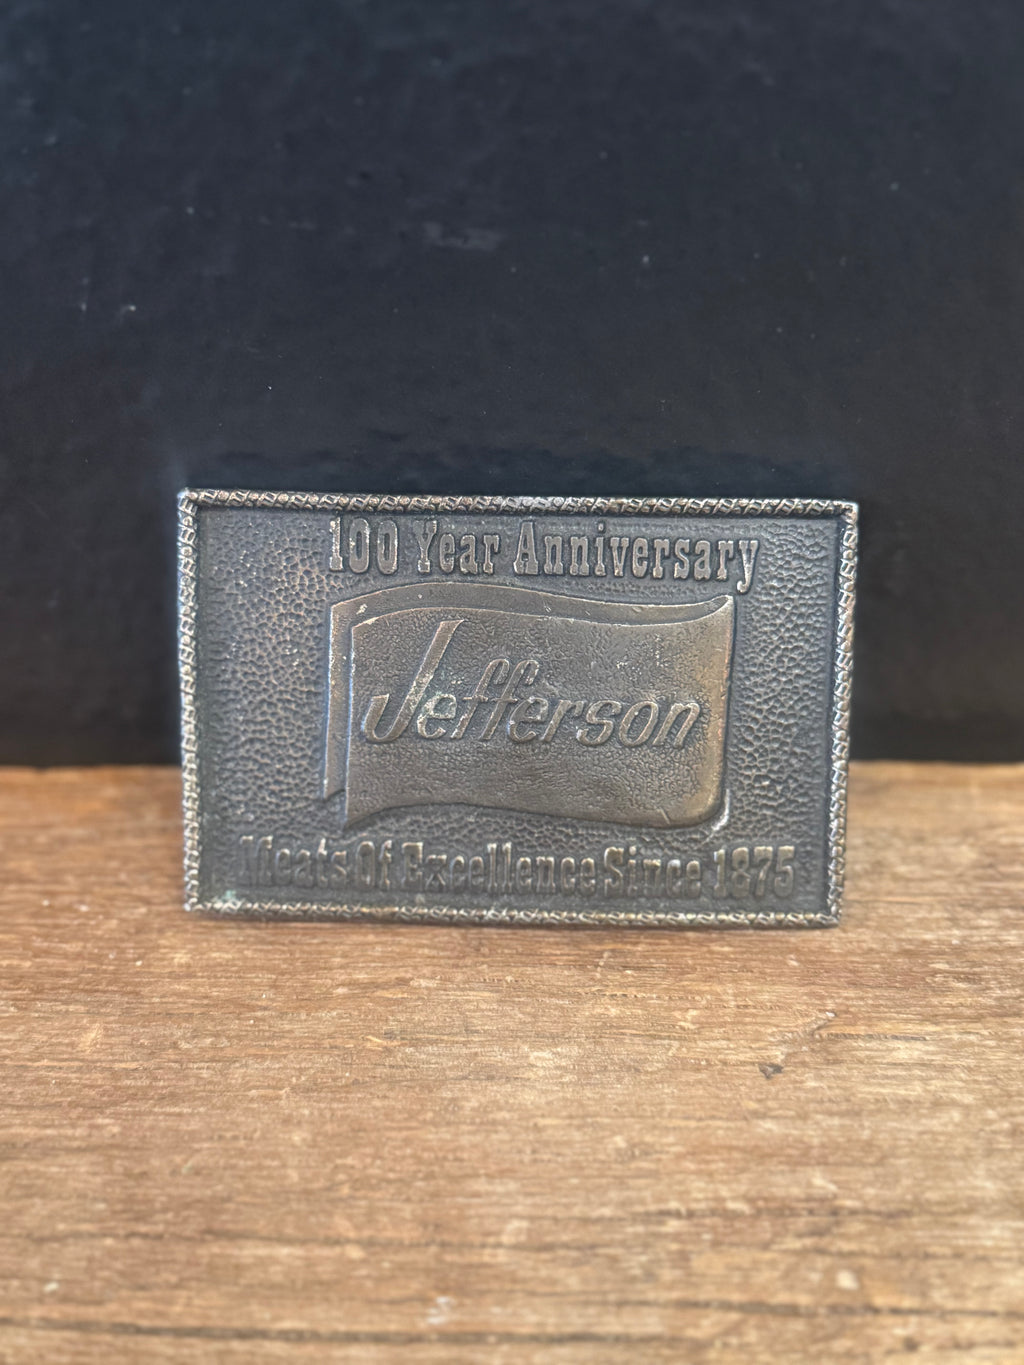 100 Year Anniversary
Jefferson
Meats Of Excellence Since 1875